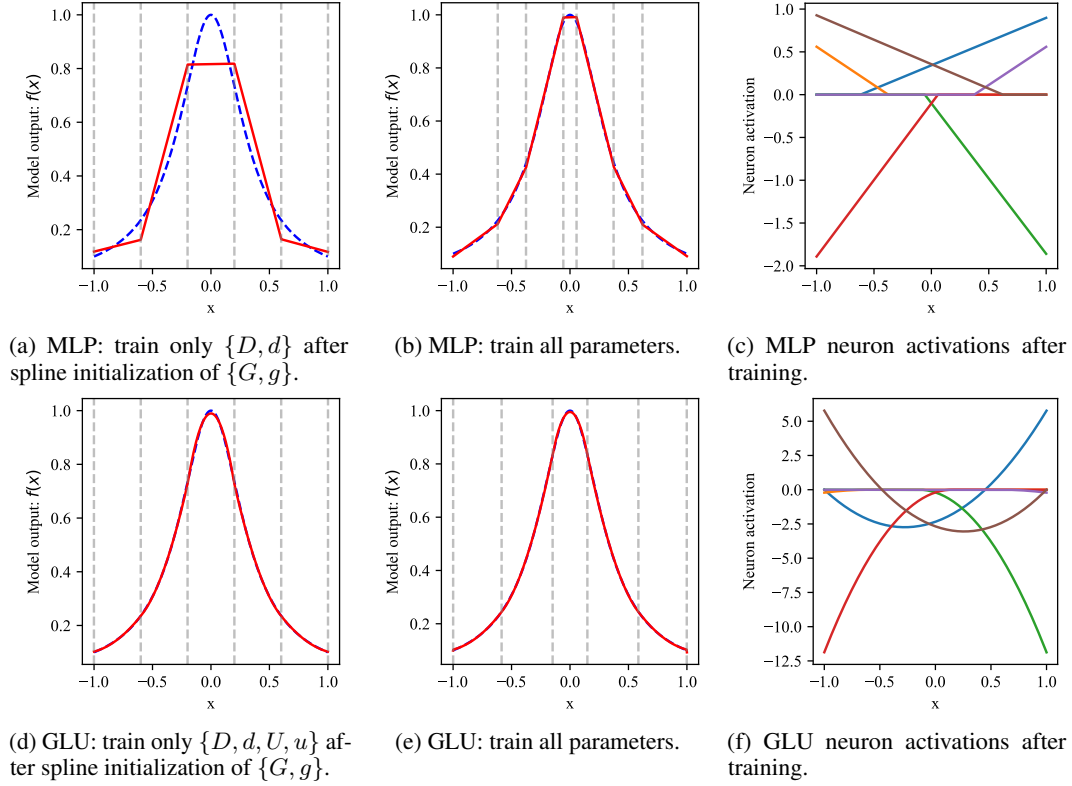 1.0
0.8
0.6
0.4
0.2
Model output: f(x)
−1.0 −0.5 0.0 0.5 1.0
x
1.0
0.8
0.6
0.4
0.2
Model output: f(x)
−1.0 −0.5 0.0 0.5 1.0
x
0.5
0.0
−0.5
−1.0
−1.5
−2.0
Neuron activation
−1.0 −0.5 0.0 0.5 1.0
x
(a) MLP: train only {D, d} after
spline initialization of {G, g}.
(b) MLP: train all parameters.
(c) MLP neuron activations after
training.
1.0
0.8
0.6
0.4
0.2
Model output: f(x)
−1.0 −0.5 0.0 0.5 1.0
x
1.0
0.8
0.6
0.4
0.2
Model output: f(x)
−1.0 −0.5 0.0 0.5 1.0
x
5.0
2.5
0.0
−2.5
−5.0
−7.5
−10.0
−12.5
Neuron activation
−1.0 −0.5 0.0 0.5 1.0
x
(d) GLU: train only {D, d, U, u} af-
ter spline initialization of {G, g}.
(e) GLU: train all parameters.
(f) GLU neuron activations after
training.